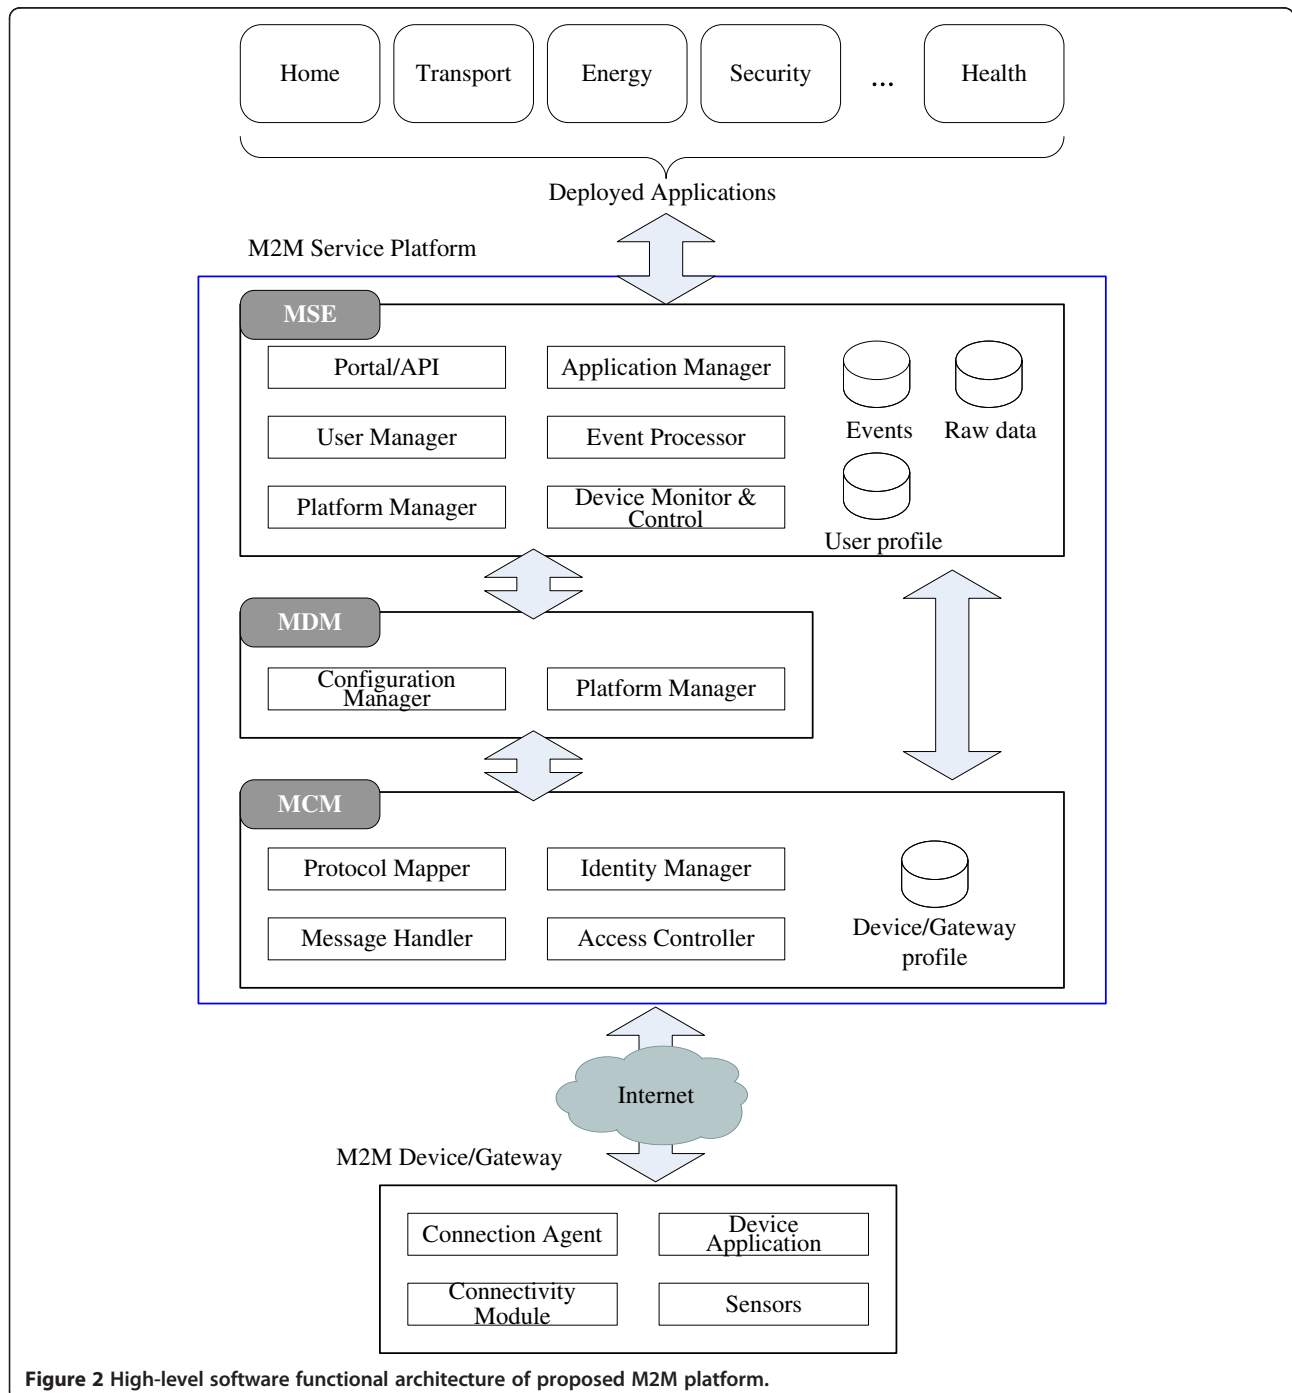 Home
Transport
Energy
Security
...
Health
Deployed Applications
M2M Service Platform
MSE
Portal/API
Application Manager
User Manager
Event Processor
Platform Manager
Device Monitor &
Control
Events
Raw data
User profile
MDM
Configuration
Manager
Platform Manager
MCM
Protocol Mapper
Identity Manager
Message Handler
Access Controller
Device/Gateway
profile
Internet
M2M Device/Gateway
Connection Agent
Device
Application
Connectivity
Module
Sensors
Figure 2 High-level software functional architecture of proposed M2M platform.